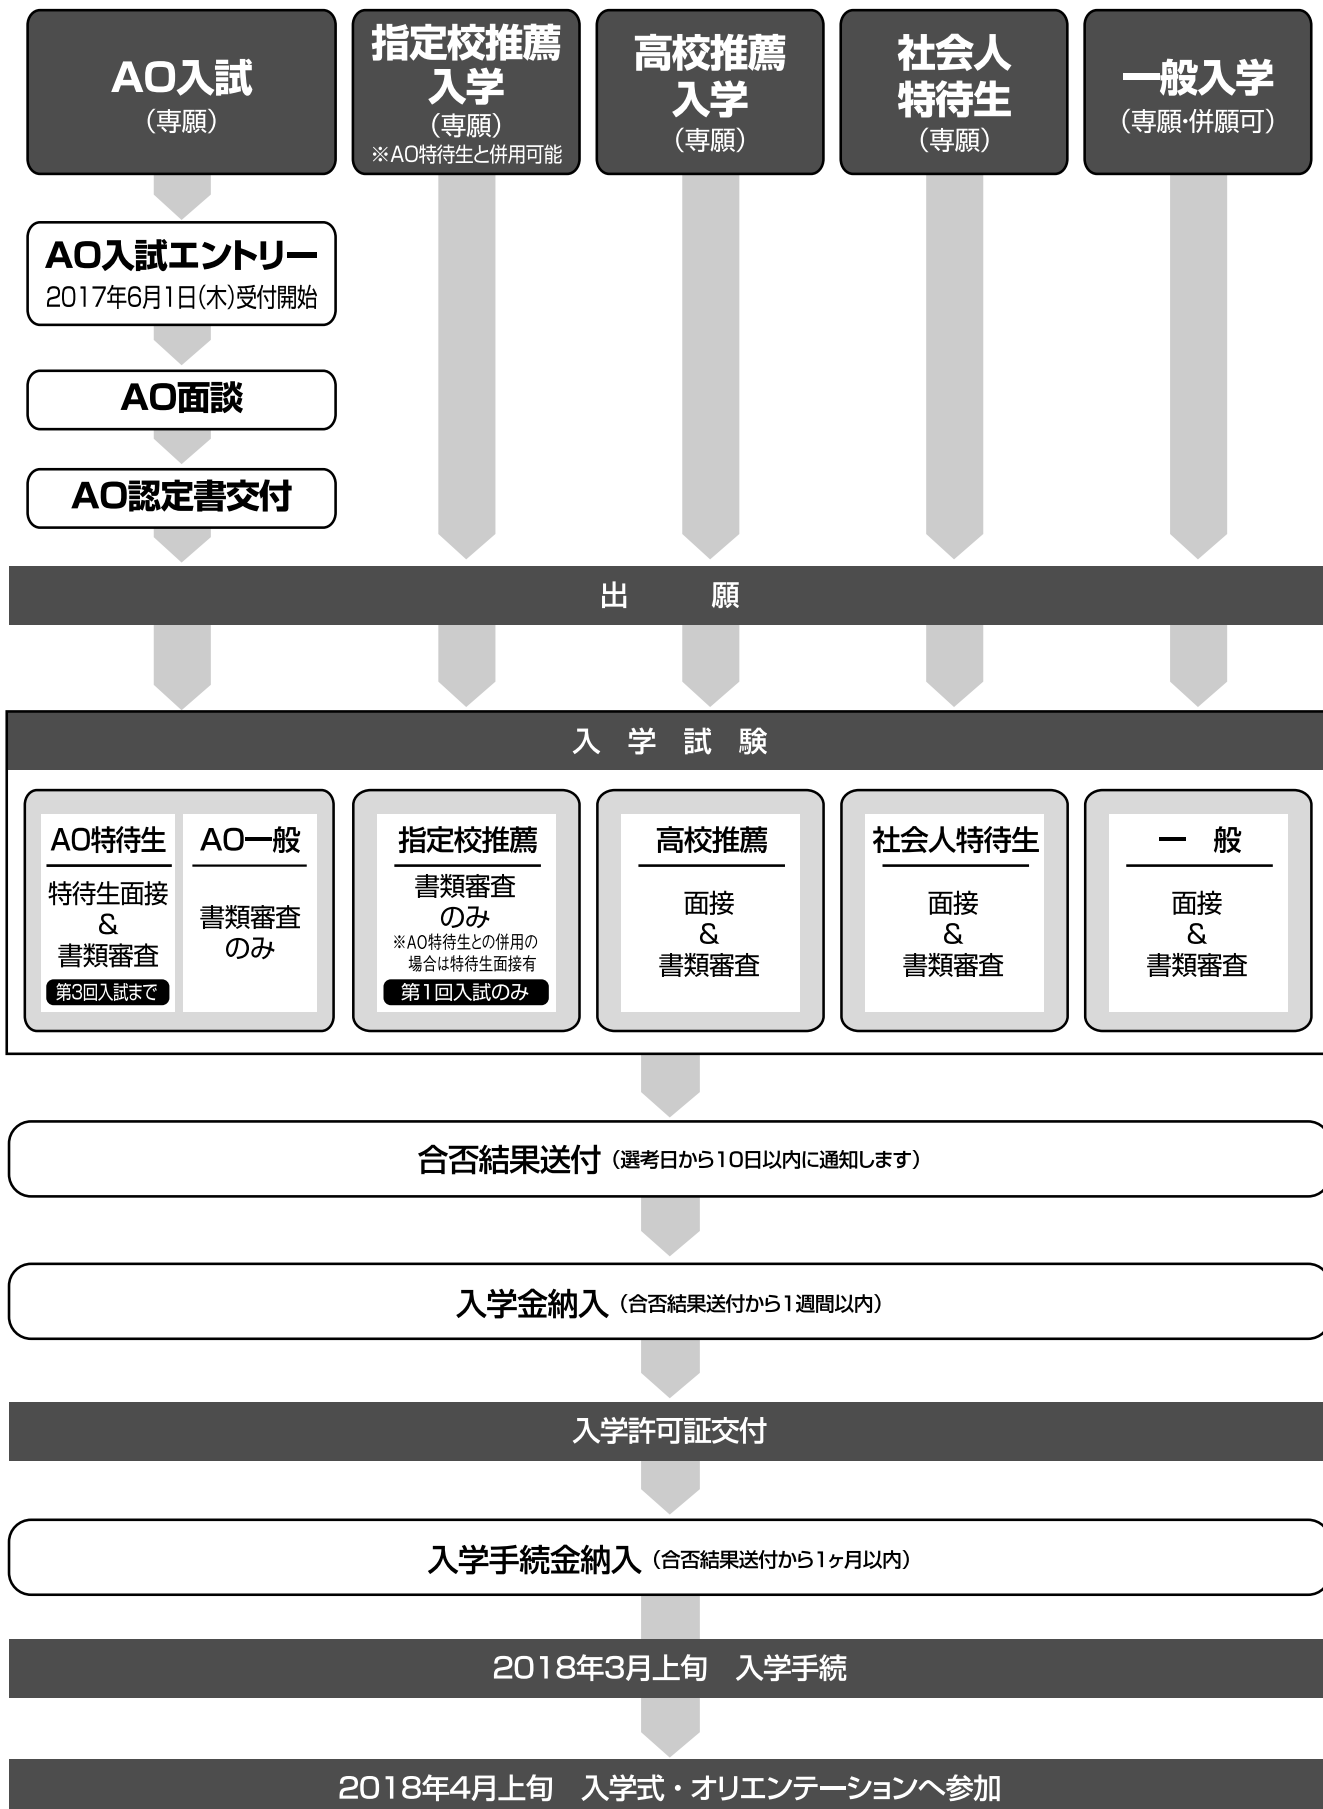 AO入試
（専願）
指定校推薦
入学
（専願）
※AO特待生と併用可能
高校推薦
入学
（専願）
社会人
特待生
（専願）
一般入学
（専願・併願可）
AO入試エントリー
2017年6月1日（木）受付開始
AO面談
AO認定書交付
出　願
入 学 試 験
AO特待生
特待生面接
&
書類審査
第3回入試まで
AO一般
書類審査
のみ
指定校推薦
書類審査
のみ
※AO特待生との併用の
場合は特待生面接有
第1回入試のみ
高校推薦
面接
&
書類審査
社会人特待生
面接
&
書類審査
一　般
面接
&
書類審査
合否結果送付（選考日から10日以内に通知します）
入学金納入（合否結果送付から1週間以内）
入学許可証交付
入学手続金納入（合否結果送付から1ヶ月以内）
2018年3月上旬　入学手続
2018年4月上旬　入学式・オリエンテーションへ参加